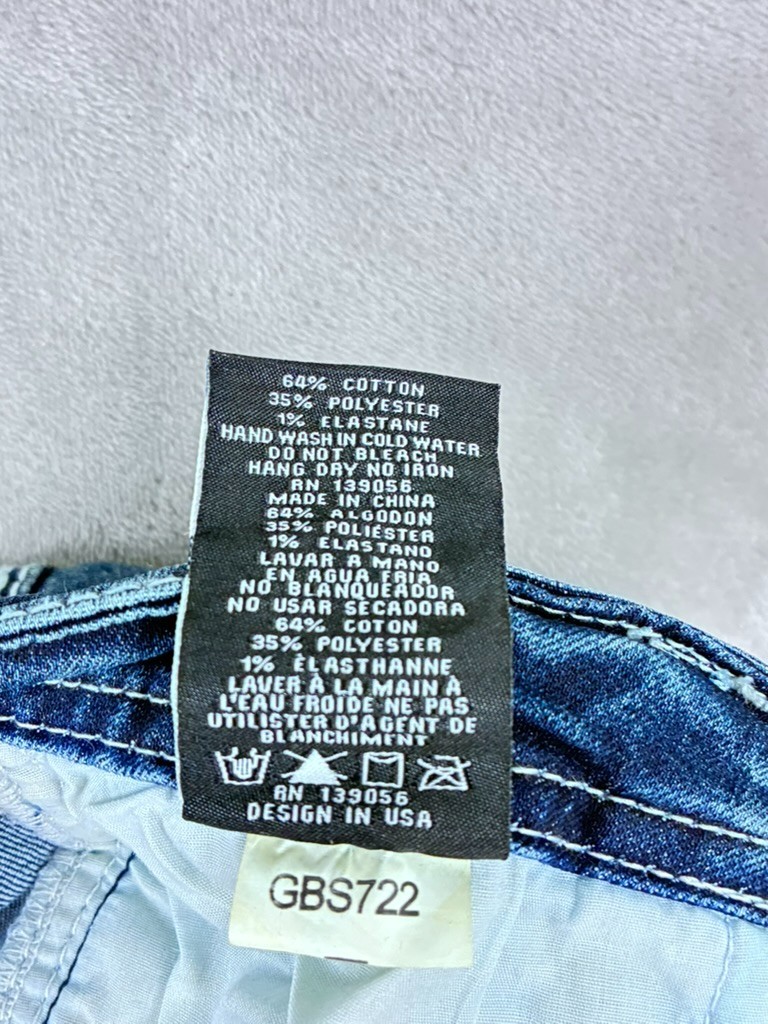 64% COTTON
35% POLYESTER
1% ELASTANE
HAND WASH IN COLD WATER
DO NOT BLEACH
HANG DRY NO IRON
RN 139056
MADE IN CHINA
64% ALGODON
35% POLIÉSTER
1% ELASTANO
LAVAR A MANO
EN AGUA FRIA
NO BLANQUEADOR
NO USAR SECADORA
64% COTON
35% POLYESTER
1% ÉLASTHANNE
LAVER À LA MAIN À
L'EAU FROIDE NE PAS
UTILISTER D'AGENT DE
BLANCHIMENT
RN 139056
DESIGN IN USA
GBS722